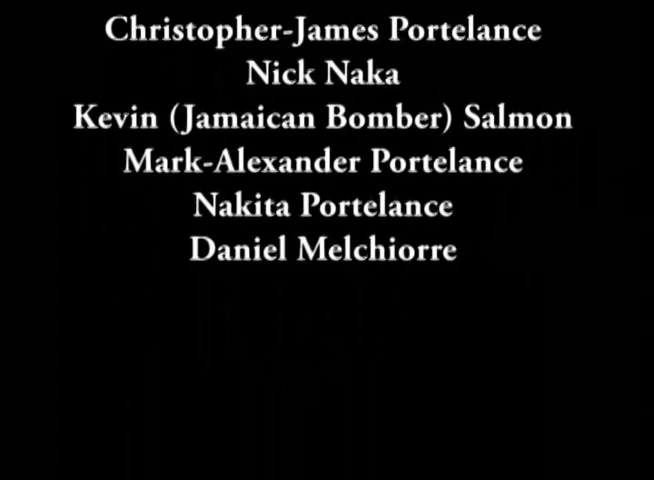 Christopher-James Portelance
Nick Naka
Kevin (Jamaican Bomber) Salmon
Mark-Alexander Portelance
Nakita Portelance
Daniel Melchiorre